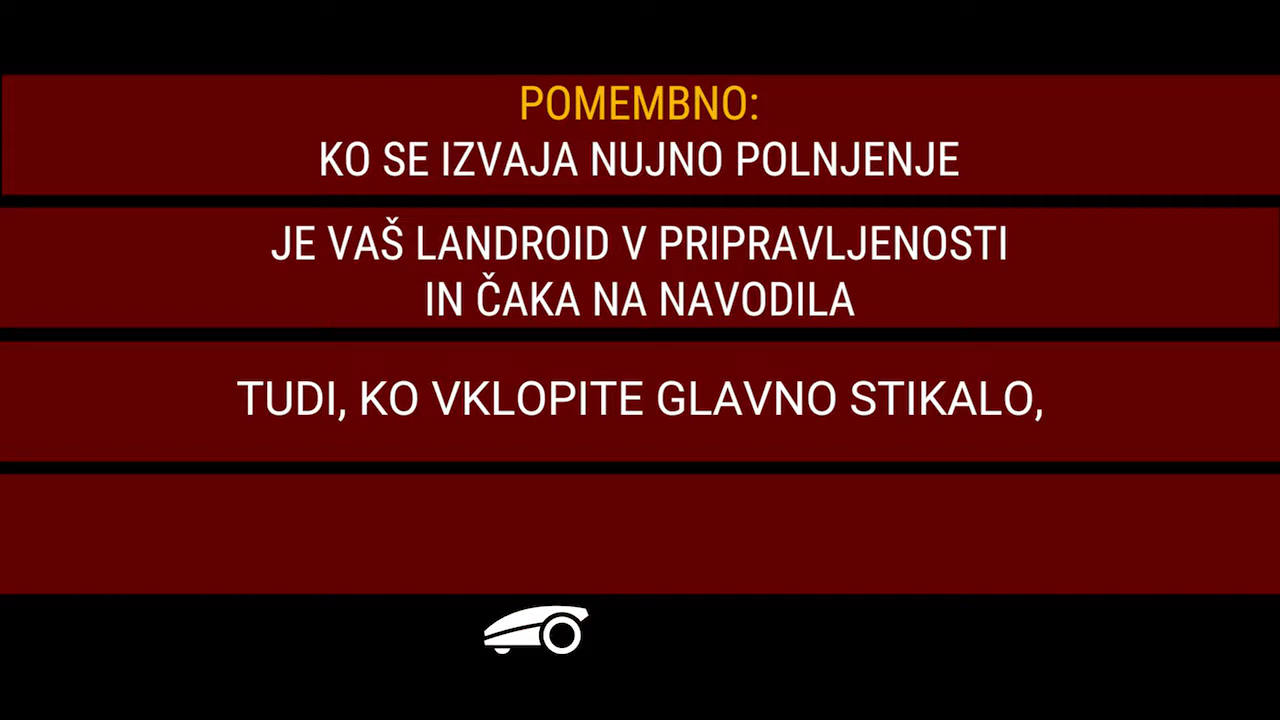 POMEMBNO:
KO SE IZVAJA NUJNO POLNJENJE
JE VAŠ LANDROID V PRIPRAVLJENOSTI
IN ČAKA NA NAVODILA
TUDI, KO VKLOPITE GLAVNO STIKALO,